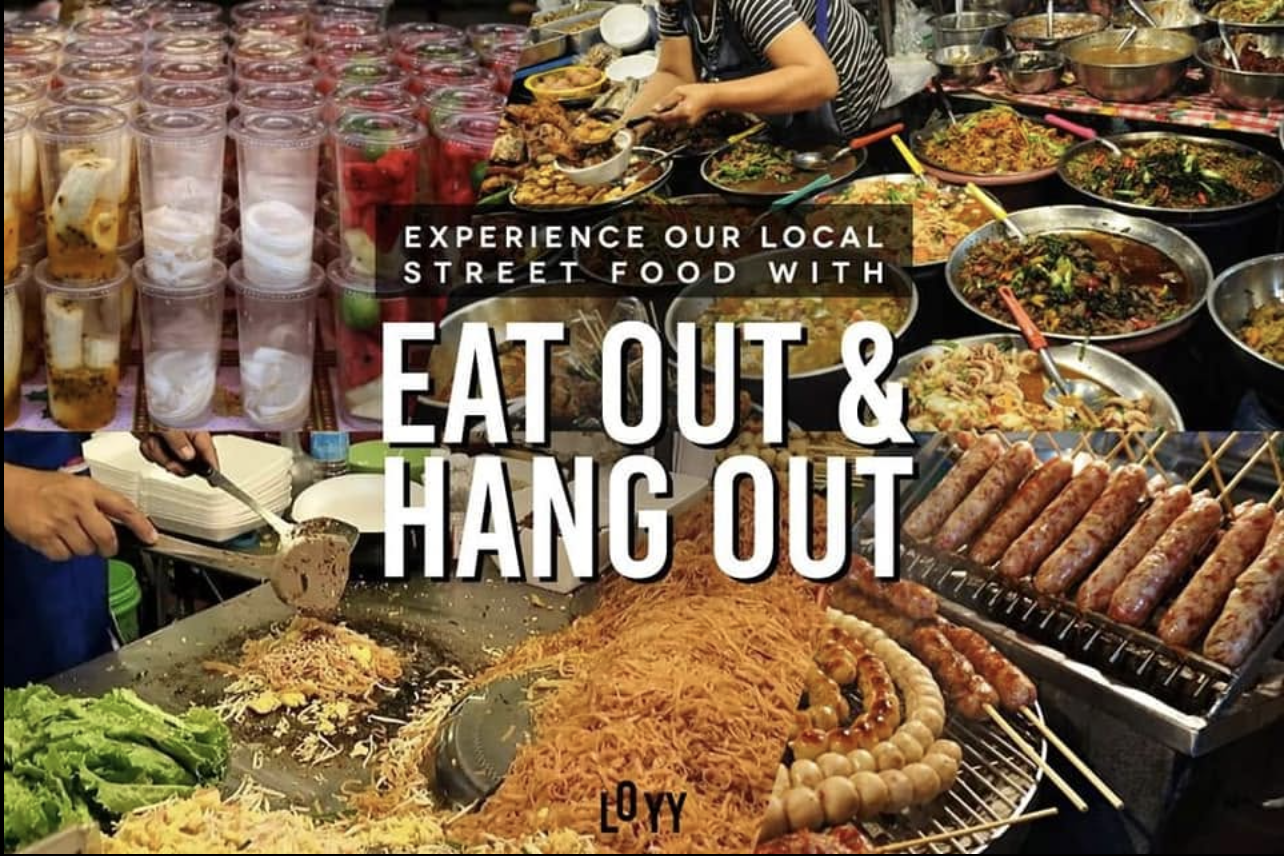 EXPERIENCE OUR LOCAL
STREET FOOD WITH
EAT OUT &
HANG OUT
LOYY